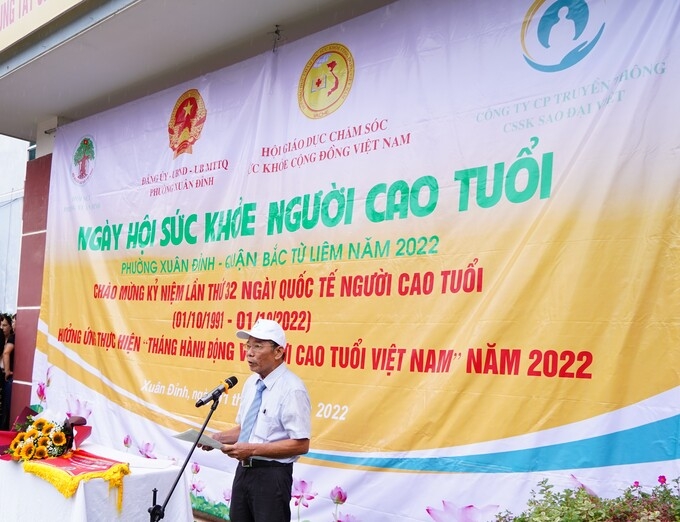 ĐẢNG ỦY - UBND - UB MTTQ
PHƯỜNG XUÂN ĐỈNH
HỘI GIÁO DỤC CHĂM SÓC
ỨC KHỎE CỘNG ĐỒNG VIỆT NAM
CÔNG TY CP TRUYỀN THÔNG
CSSK SAO ĐẠI VIỆT
NGÀY HỘI SỨC KHỎE NGƯỜI CAO TUỔI
PHƯỜNG XUÂN ĐỈNH - QUẬN BẮC TỪ LIÊM NĂM 2022
CHÀO MỪNG KỶ NIỆM LẦN THỨ 32 NGÀY QUỐC TẾ NGƯỜI CAO TUỔI
(01/10/1991 - 01/10/2022)
HƯỞNG ỨNG THỰC HIỆN "THÁNG HÀNH ĐỘNG V I CAO TUỔI VIỆT NAM" NĂM 2022
Xuân Đỉnh, ngày 2022